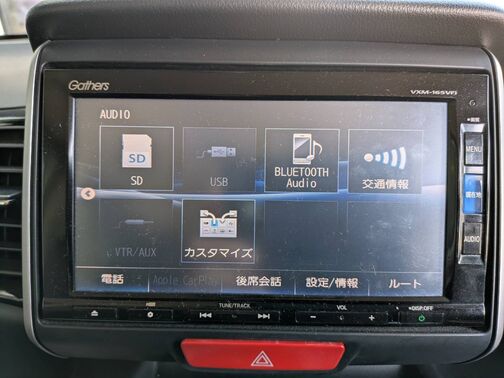 Gathers
VXM-165VFi
AUDIO
SD
SD
USB
BLUETOOTH
Audio
交通情報
VTR/AUX
カスタマイズ
電話
Apple CarPlay
後席会話
設定/情報
ルート
MENU
現在地
AUDIO
TUNE/TRACK
VOL
DISP.OFF